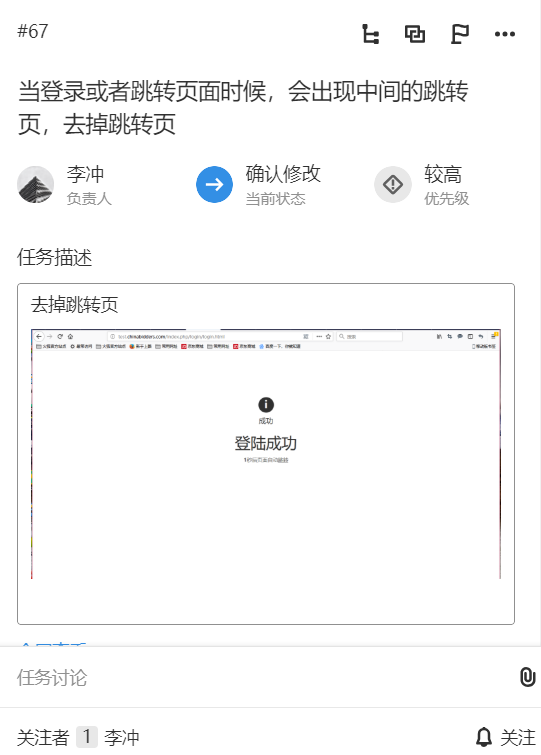 #67
当登录或者跳转页面时候，会出现中间的跳转
页，去掉跳转页
李冲
负责人
确认修改
当前状态
较高
优先级
任务描述
去掉跳转页
成功
登陆成功
任务讨论
关注者 1 李冲
关注